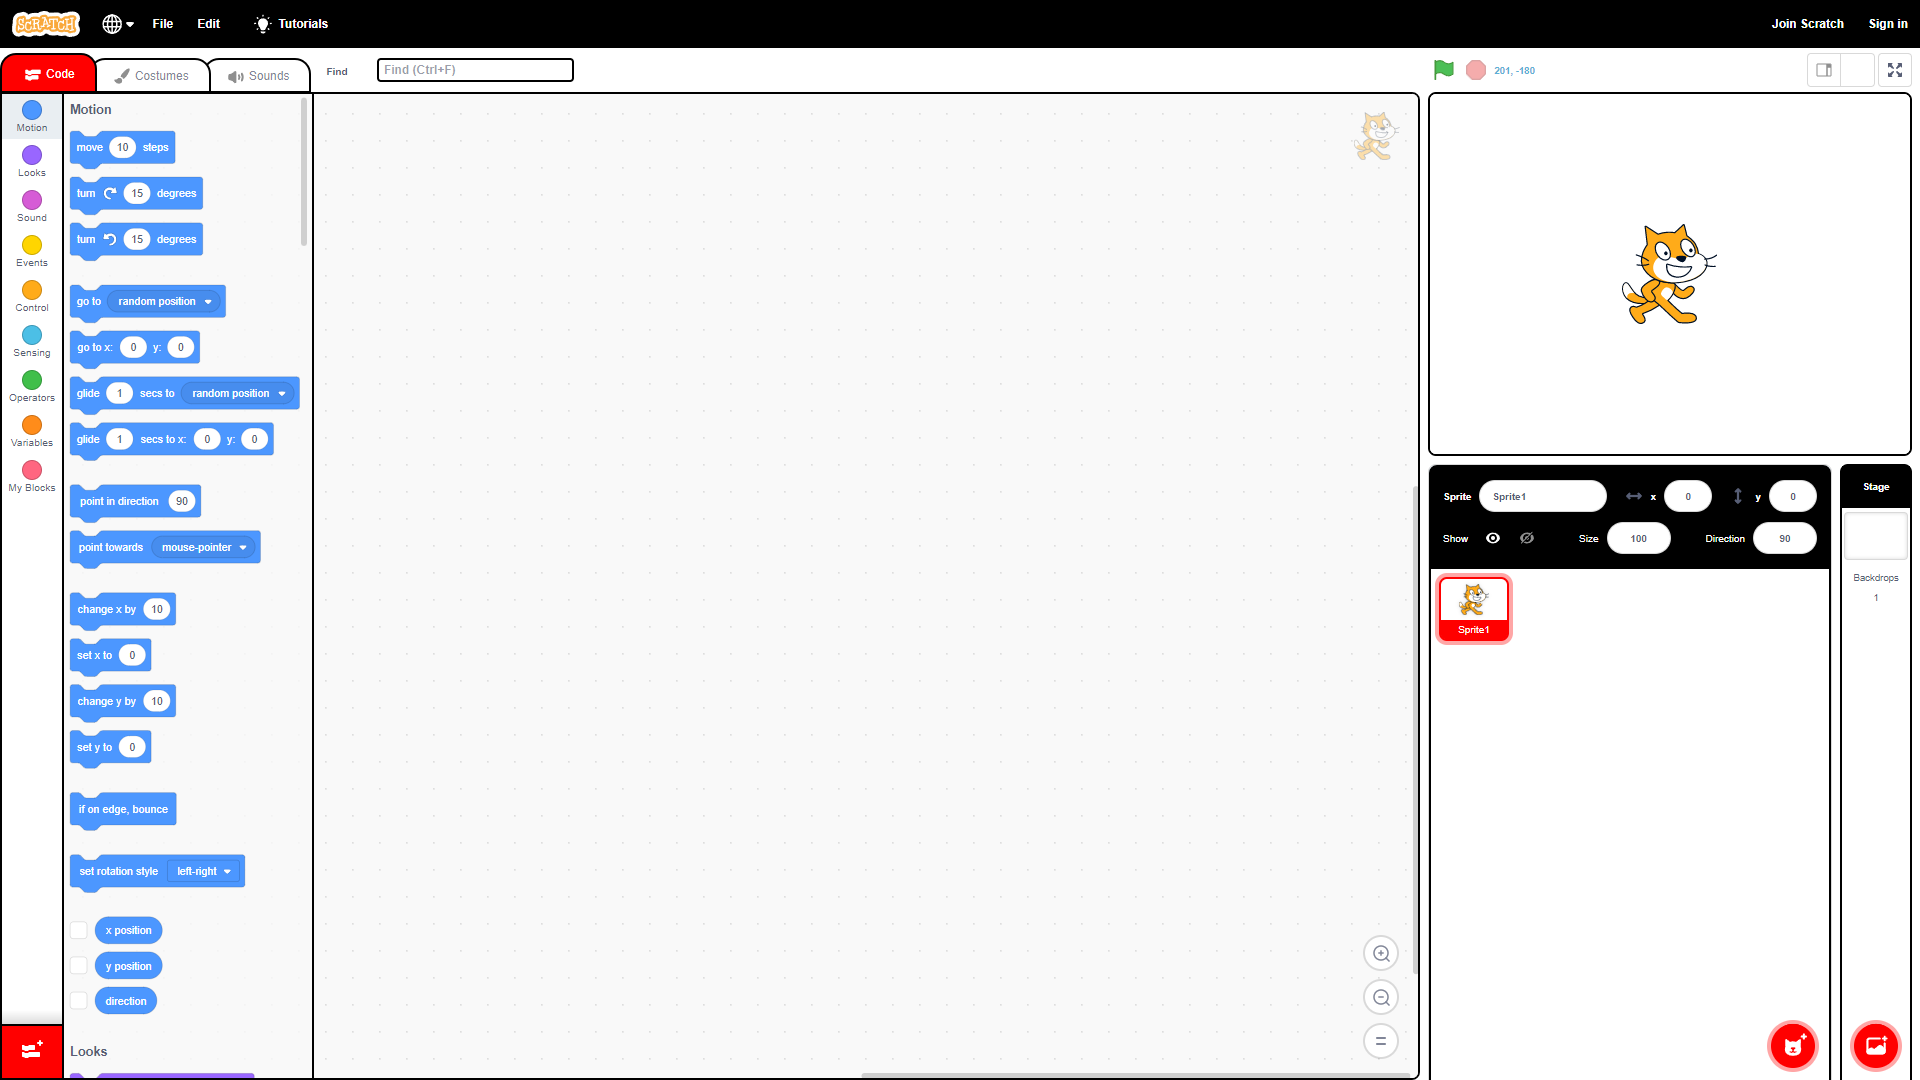 SCRATCH File Edit Tutorials Join Scratch Sign in
Code Costumes Sounds Find Find (Ctrl+F) 201, -180
Motion
Looks
Sound
Events
Control
Sensing
Operators
Variables
My Blocks
Motion
move 10 steps
turn 15 degrees
turn 15 degrees
go to random position
go to x: 0 y: 0
glide 1 secs to random position
glide 1 secs to x: 0 y: 0
point in direction 90
point towards mouse-pointer
change x by 10
set x to 0
change y by 10
set y to 0
if on edge, bounce
set rotation style left-right
x position
y position
direction
Looks
Sprite Sprite1 x 0 y 0
Show Size 100 Direction 90
Sprite1
Stage
Backdrops
1